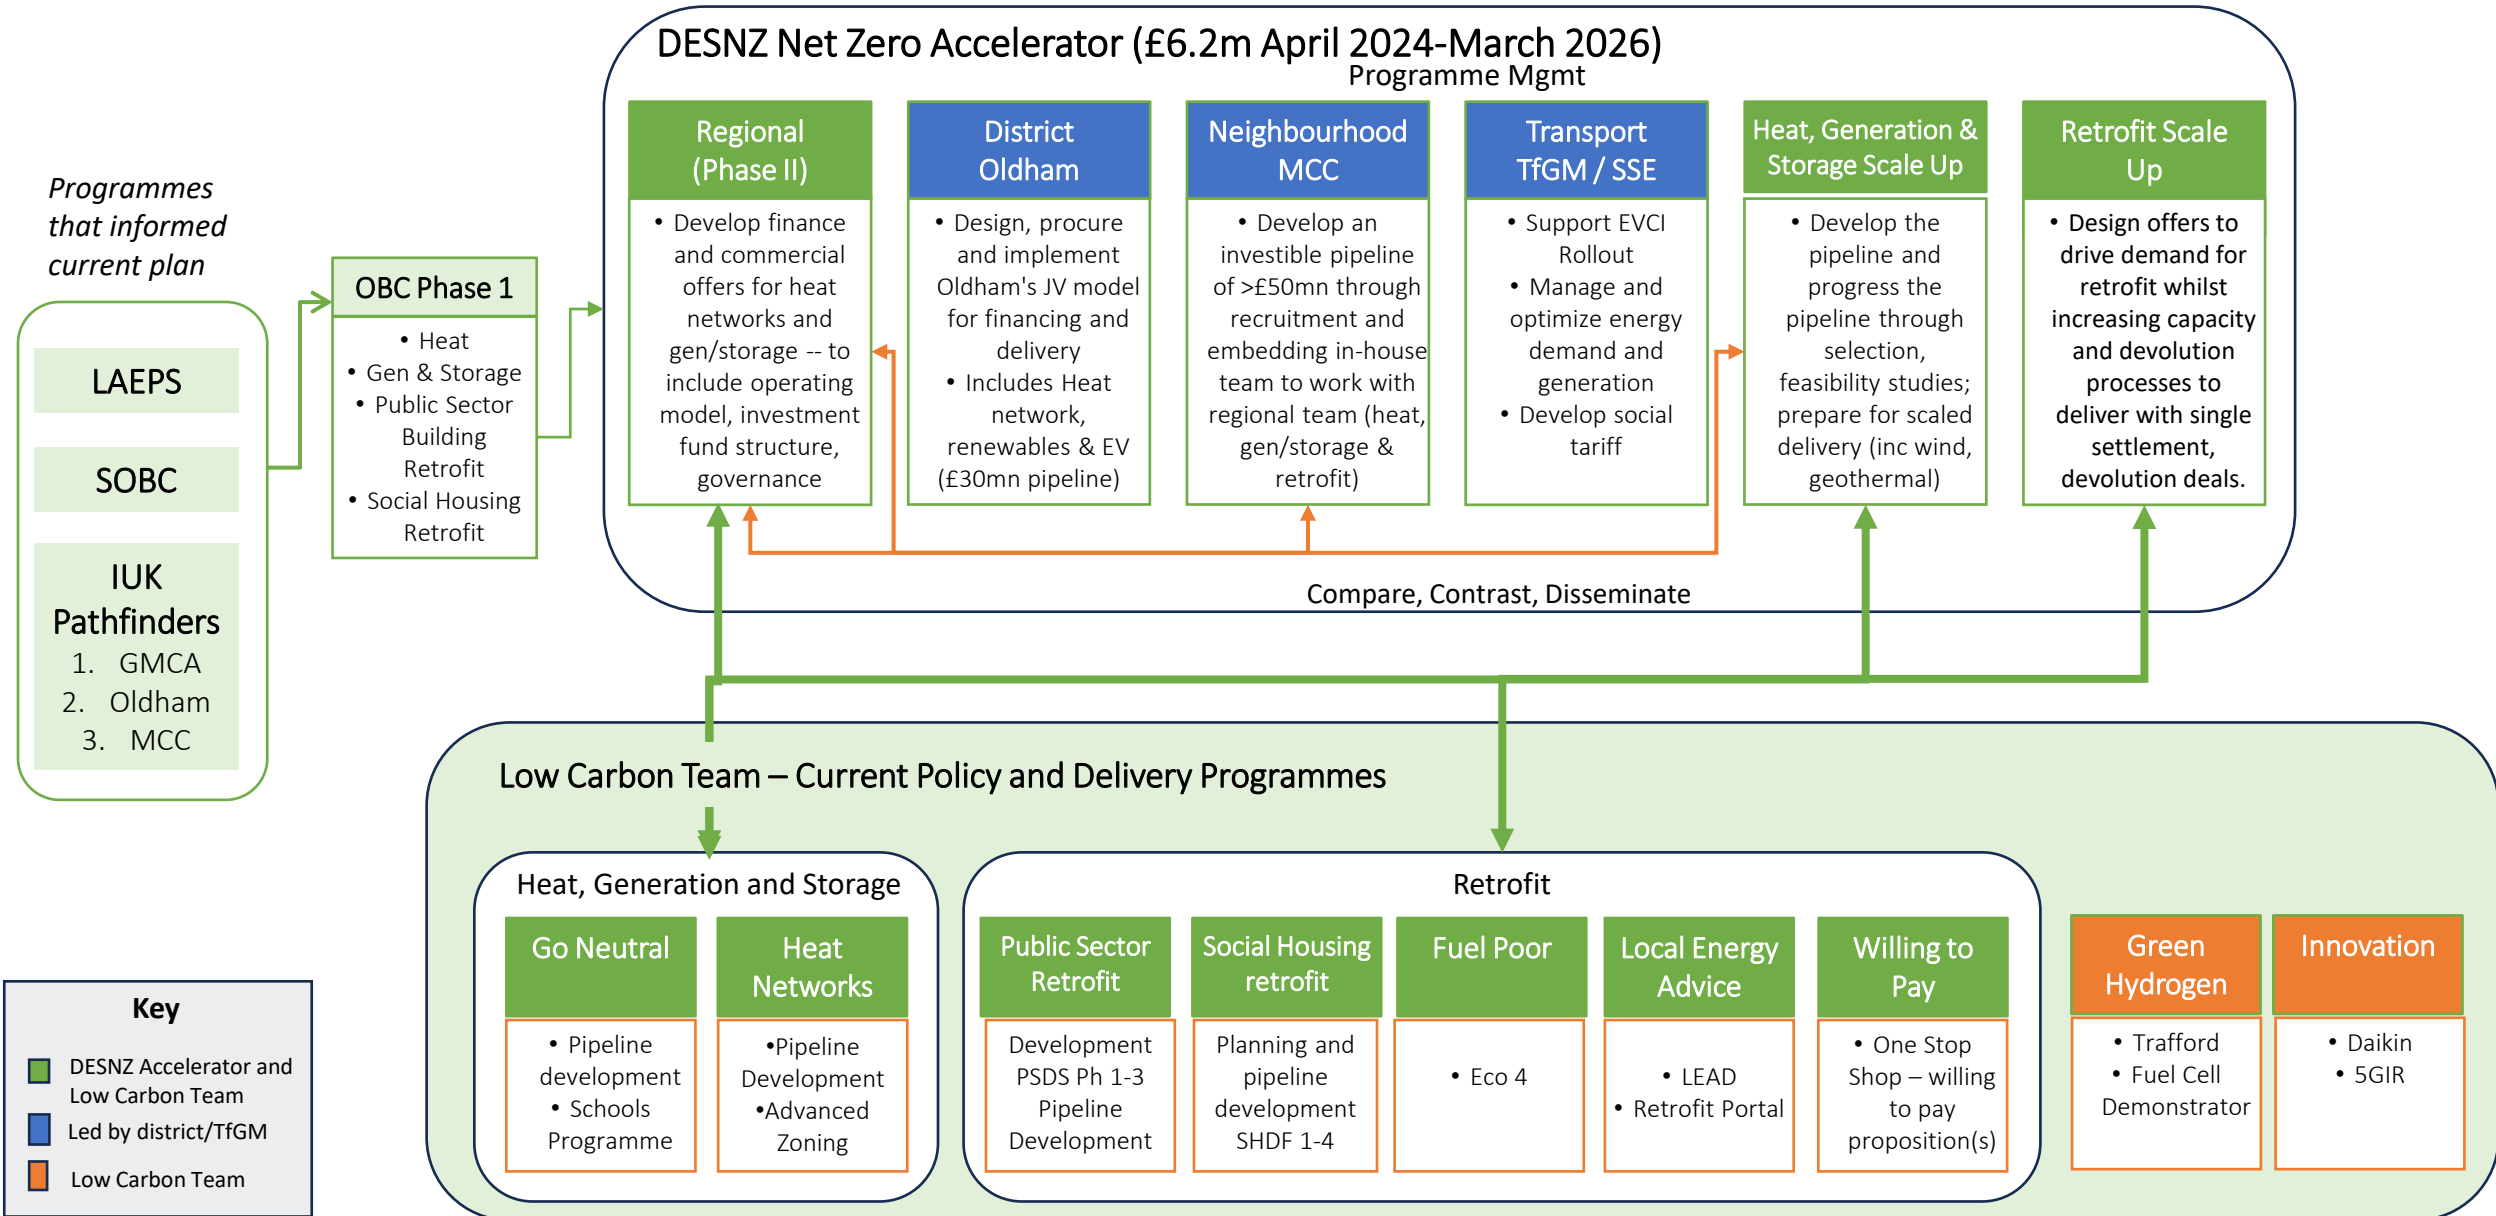 DESNZ Net Zero Accelerator (£6.2m April 2024-March 2026)
Programme Mgmt
Programmes
that informed
current plan
LAEPS
SOBC
IUK
Pathfinders
1. GMCA
2. Oldham
3. MCC
OBC Phase 1
• Heat
• Gen & Storage
• Public Sector
Building
Retrofit
• Social Housing
Retrofit
Regional
(Phase II)
• Develop finance
and commercial
offers for heat
networks and
gen/storage -- to
include operating
model, investment
fund structure,
governance
District
Oldham
• Design, procure
and implement
Oldham's JV model
for financing and
delivery
• Includes Heat
network,
renewables & EV
(£30mn pipeline)
Neighbourhood
MCC
• Develop an
investible pipeline
of >£50mn through
recruitment and
embedding in-house
team to work with
regional team (heat,
gen/storage &
retrofit)
Transport
TfGM / SSE
• Support EVCI
Rollout
• Manage and
optimize energy
demand and
generation
• Develop social
tariff
Heat, Generation &
Storage Scale Up
• Develop the
pipeline and
progress the
pipeline through
selection,
feasibility studies;
prepare for scaled
delivery (inc wind,
geothermal)
Retrofit Scale
Up
• Design offers to
drive demand for
retrofit whilst
increasing capacity
and devolution
processes to
deliver with single
settlement,
devolution deals.
Compare, Contrast, Disseminate
Low Carbon Team – Current Policy and Delivery Programmes
Heat, Generation and Storage
Go Neutral
• Pipeline
development
• Schools
Programme
Heat
Networks
•Pipeline
Development
•Advanced
Zoning
Retrofit
Public Sector
Retrofit
Development
PSDS Ph 1-3
Pipeline
Development
Social Housing
retrofit
Planning and
pipeline
development
SHDF 1-4
Fuel Poor
• Eco 4
Local Energy
Advice
• LEAD
• Retrofit Portal
Willing to
Pay
• One Stop
Shop – willing
to pay
proposition(s)
Green
Hydrogen
• Trafford
• Fuel Cell
Demonstrator
Innovation
• Daikin
• 5GIR
Key
DESNZ Accelerator and
Low Carbon Team
Led by district/TfGM
Low Carbon Team